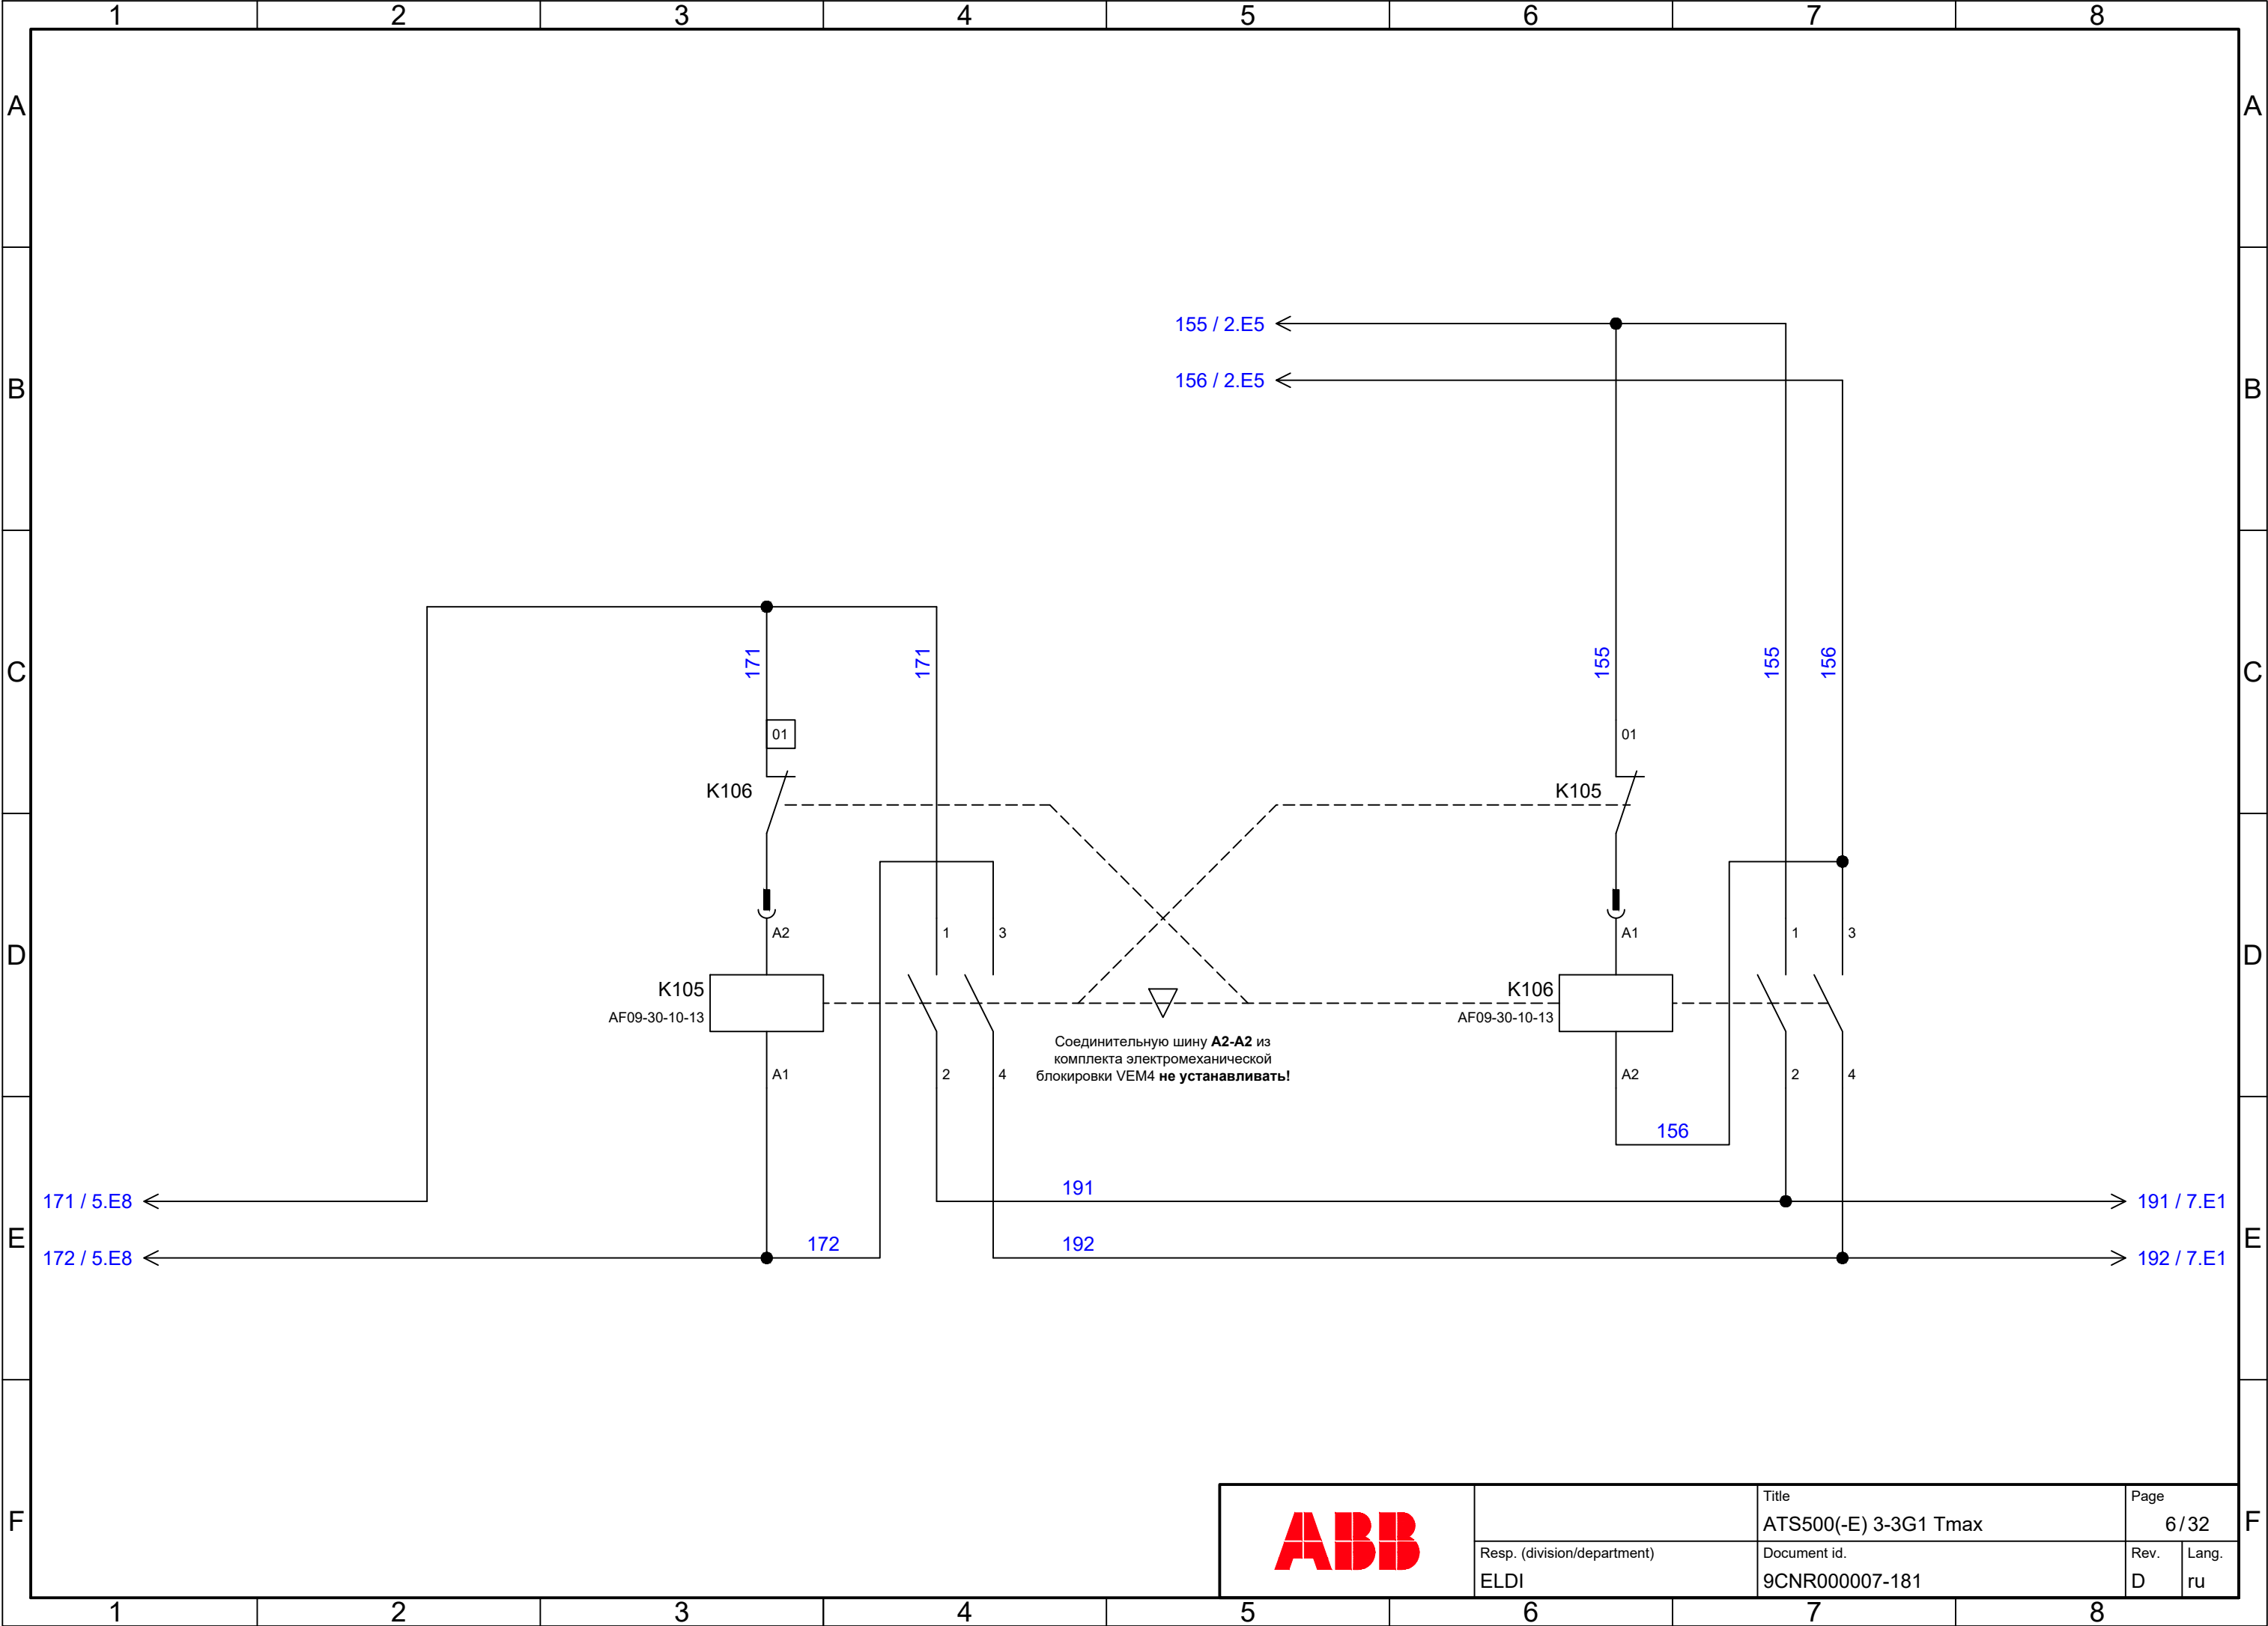 1 2 3 4 5 6 7 8
A A
155 / 2.E5
156 / 2.E5
B B
171 171 155 155 156
C C
01 01
K106 K105
A2 1 3 A1 1 3
D D
K105 K106
AF09-30-10-13 AF09-30-10-13
Соединительную шину A2-A2 из
комплекта электромеханической
блокировки VEM4 не устанавливать!
A1 2 4 A2 2 4
156
191
171 / 5.E8 191 / 7.E1
E E
172 192
172 / 5.E8 192 / 7.E1
F F
ABB
Title
ATS500(-E) 3-3G1 Tmax
Page
6/32
Resp. (division/department)
ELDI
Document id.
9CNR000007-181
Rev.
D
Lang.
ru
1 2 3 4 5 6 7 8